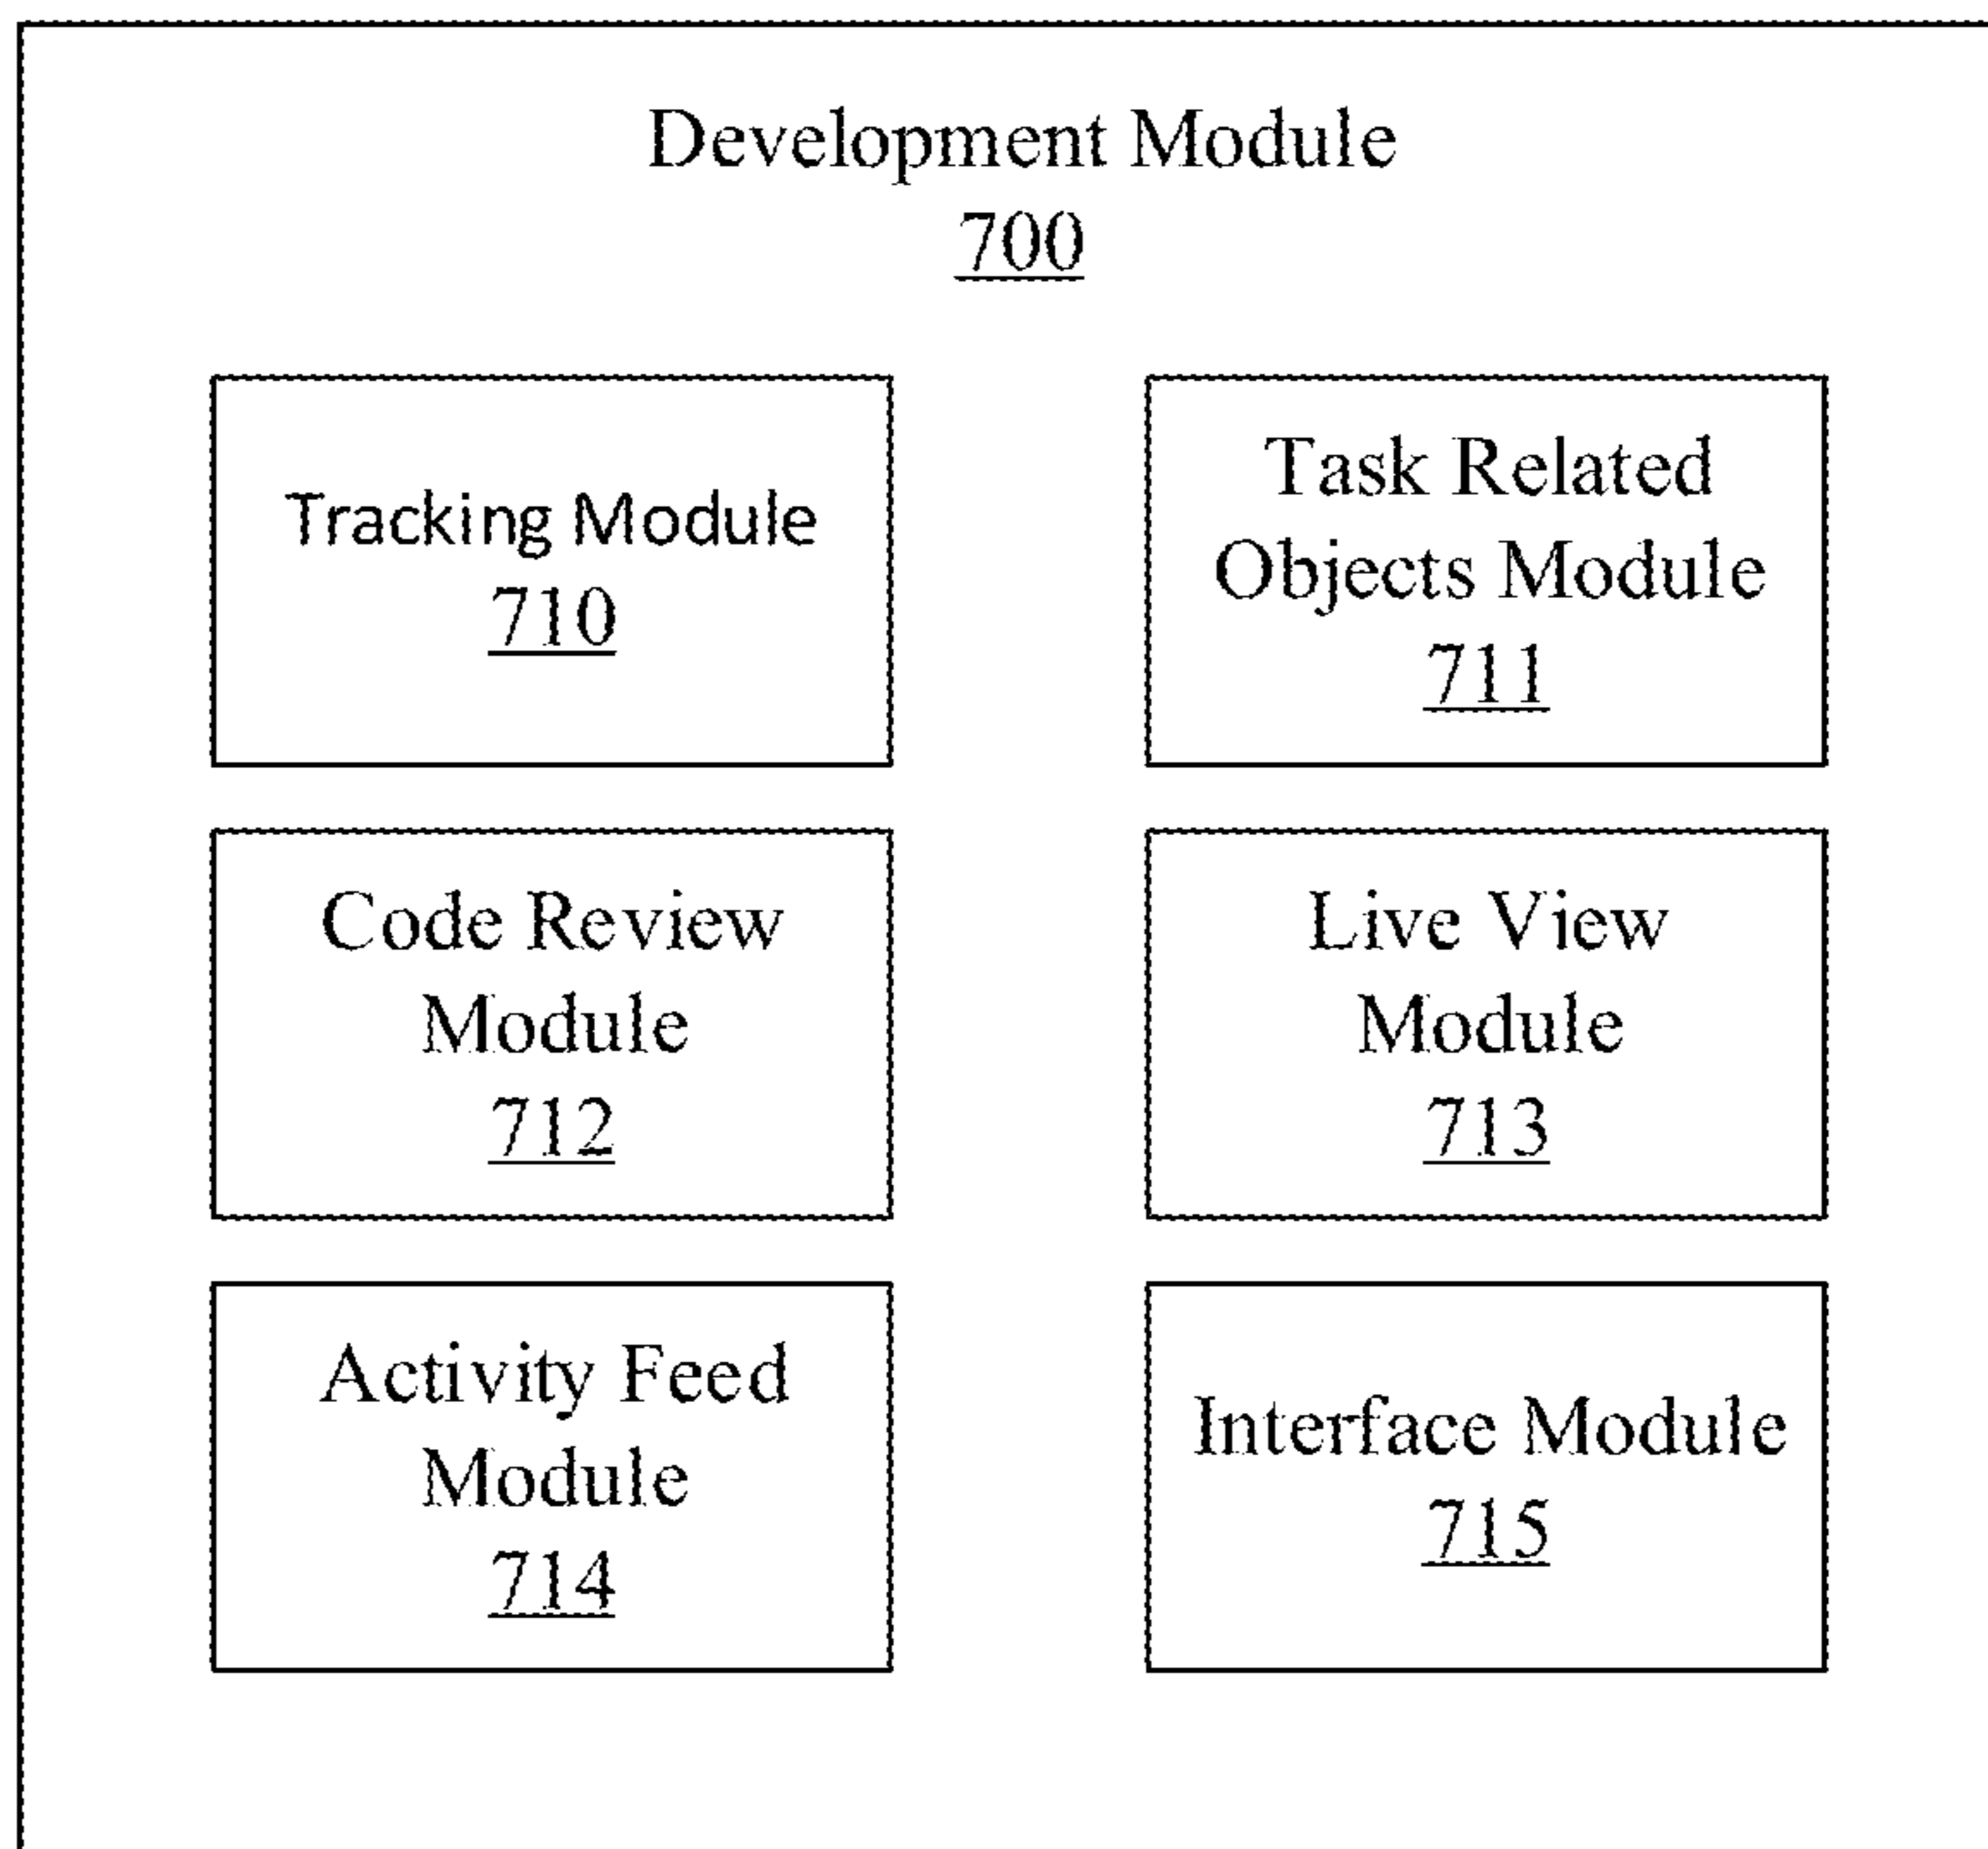 Development Module
700
Tracking Module
710
Task Related
Objects Module
711
Code Review
Module
712
Live View
Module
713
Activity Feed
Module
714
Interface Module
715